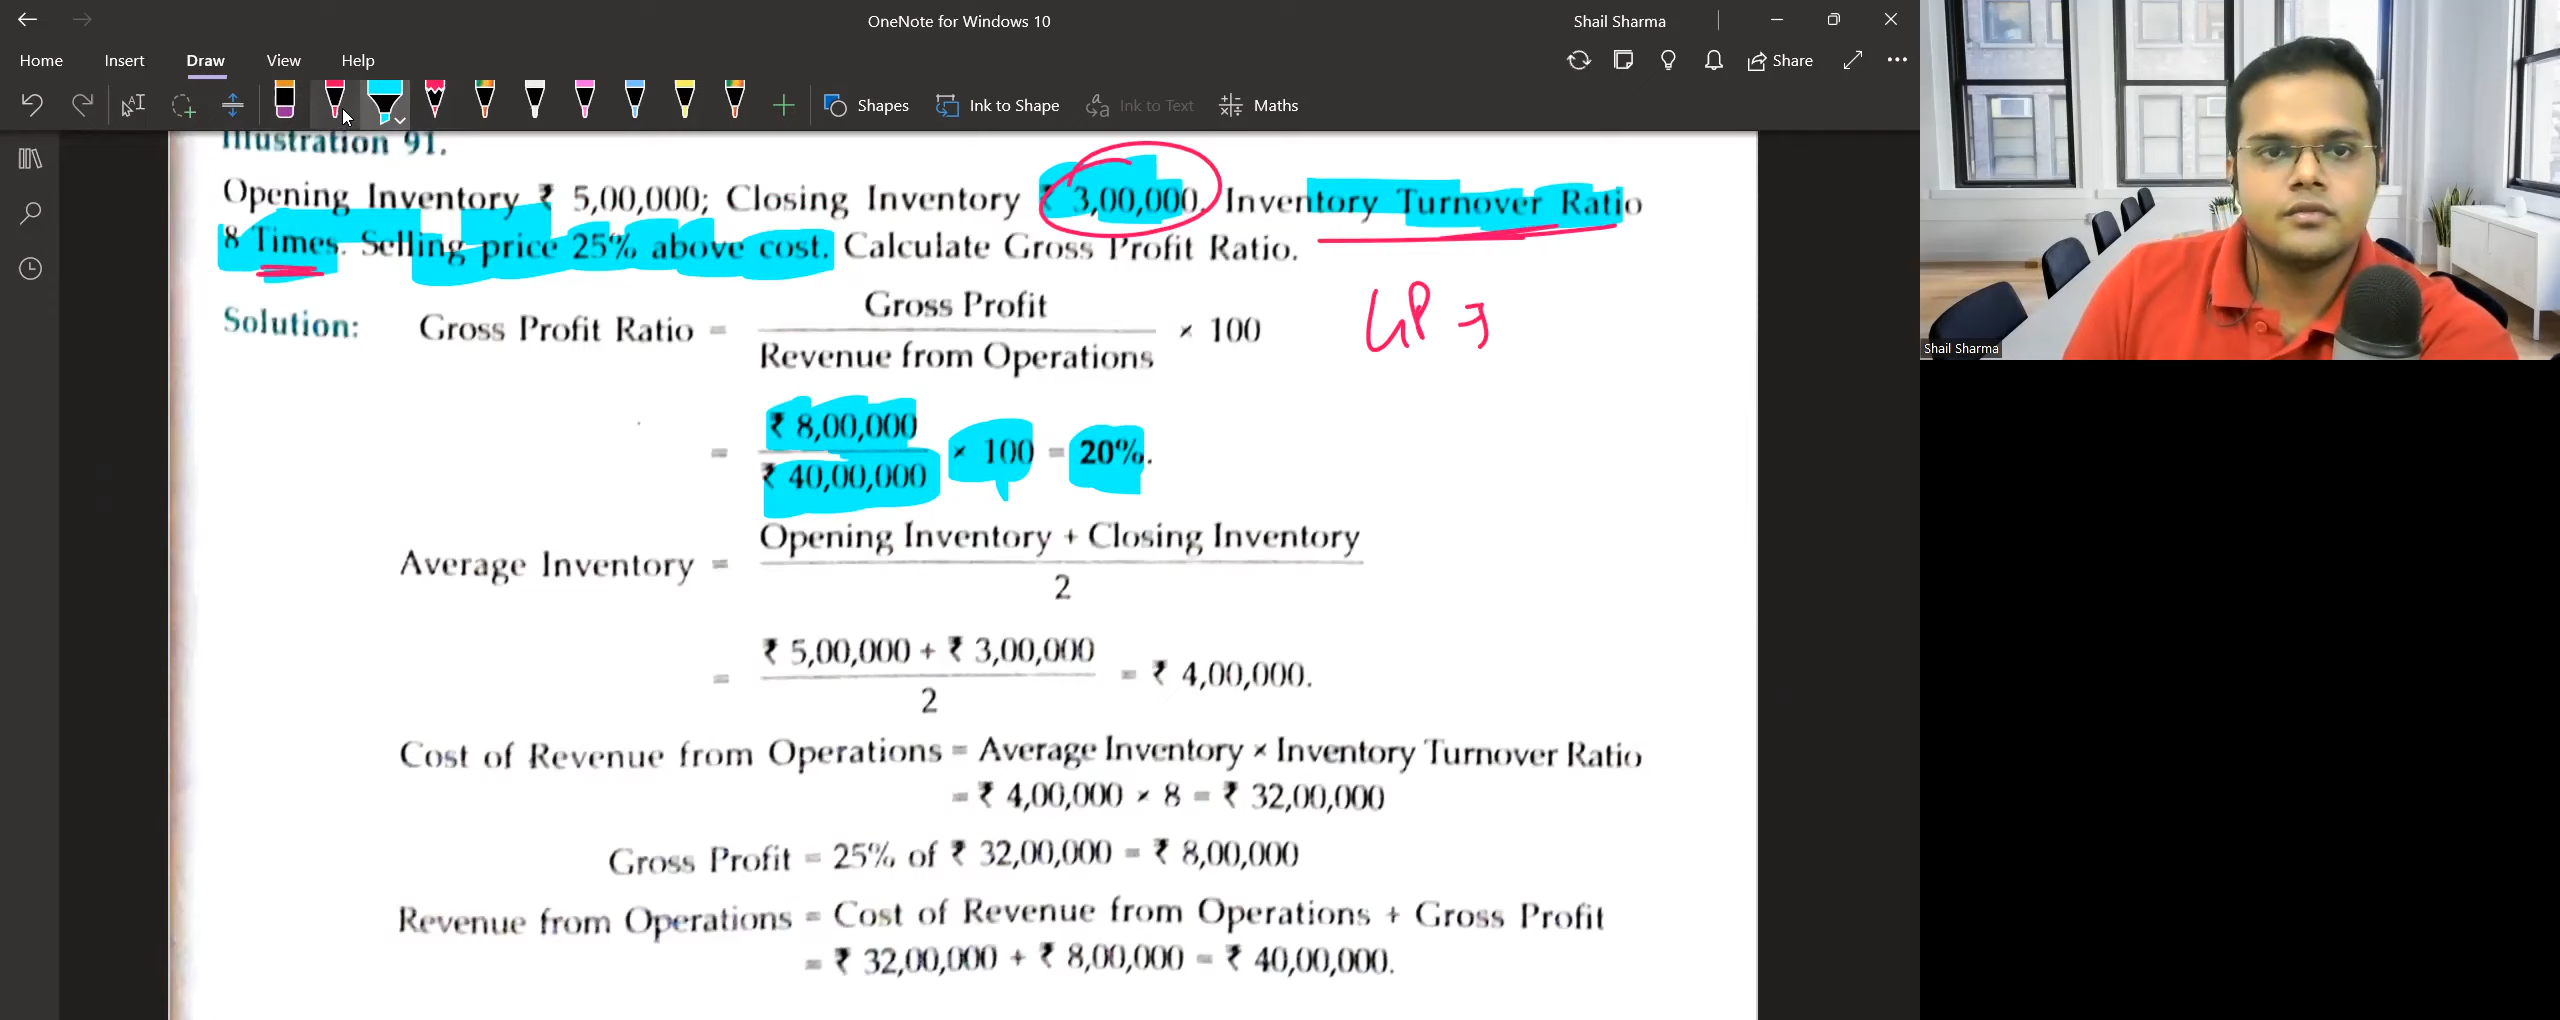 OneNote for Windows 10
Shail Sharma
Home Insert Draw View Help
Share
Shapes Ink to Shape Ink to Text Maths
Illustration 91.
Opening Inventory ₹ 5,00,000; Closing Inventory ₹ 3,00,000. Inventory Turnover Ratio
8 Times. Selling price 25% above cost. Calculate Gross Profit Ratio.
Solution: Gross Profit Ratio = Gross Profit
Revenue from Operations × 100
GP
= ₹ 8,00,000
₹ 40,00,000 × 100 = 20%.
Average Inventory = Opening Inventory + Closing Inventory
2
= ₹ 5,00,000 + ₹ 3,00,000
2 = ₹ 4,00,000.
Cost of Revenue from Operations = Average Inventory × Inventory Turnover Ratio
= ₹ 4,00,000 × 8 = ₹ 32,00,000
Gross Profit = 25% of ₹ 32,00,000 = ₹ 8,00,000
Revenue from Operations = Cost of Revenue from Operations + Gross Profit
= ₹ 32,00,000 + ₹ 8,00,000 = ₹ 40,00,000.
Shail Sharma